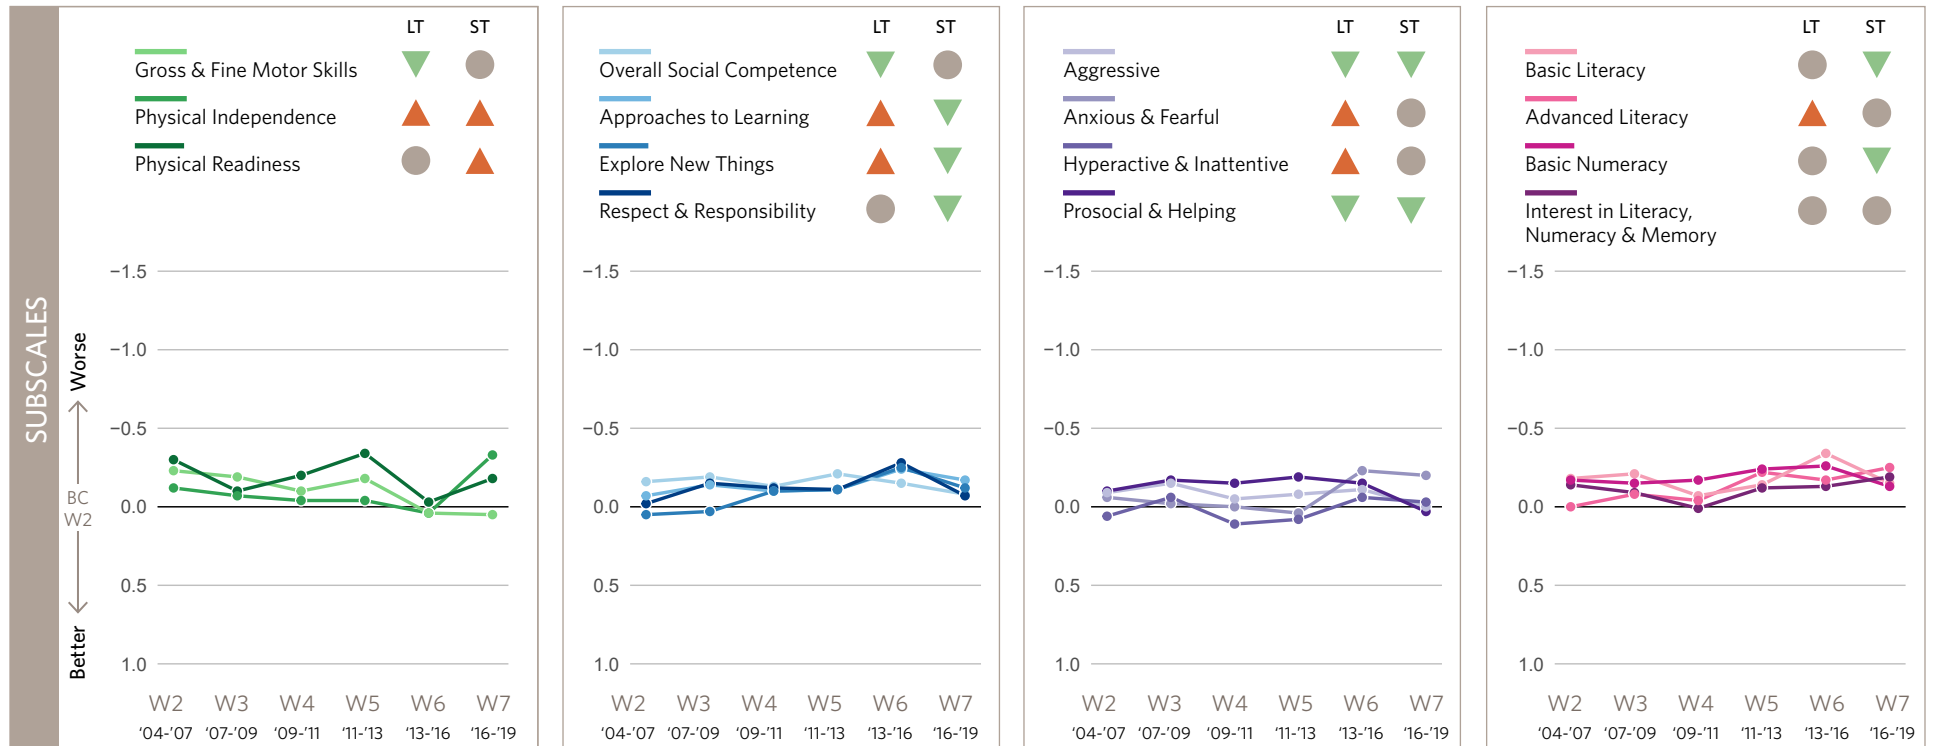 SUBSCALES
Worse
BC
W2
Better
LT ST
Gross & Fine Motor Skills
Physical Independence
Physical Readiness
−1.5
−1.0
−0.5
0.0
0.5
1.0
W2 W3 W4 W5 W6 W7
‘04-’07 ‘07-’09 ‘09-’11 ‘11-’13 ‘13-’16 ‘16-’19
LT ST
Overall Social Competence
Approaches to Learning
Explore New Things
Respect & Responsibility
−1.5
−1.0
−0.5
0.0
0.5
1.0
W2 W3 W4 W5 W6 W7
‘04-’07 ‘07-’09 ‘09-’11 ‘11-’13 ‘13-’16 ‘16-’19
LT ST
Aggressive
Anxious & Fearful
Hyperactive & Inattentive
Prosocial & Helping
−1.5
−1.0
−0.5
0.0
0.5
1.0
W2 W3 W4 W5 W6 W7
‘04-’07 ‘07-’09 ‘09-’11 ‘11-’13 ‘13-’16 ‘16-’19
LT ST
Basic Literacy
Advanced Literacy
Basic Numeracy
Interest in Literacy,
Numeracy & Memory
−1.5
−1.0
−0.5
0.0
0.5
1.0
W2 W3 W4 W5 W6 W7
‘04-’07 ‘07-’09 ‘09-’11 ‘11-’13 ‘13-’16 ‘16-’19